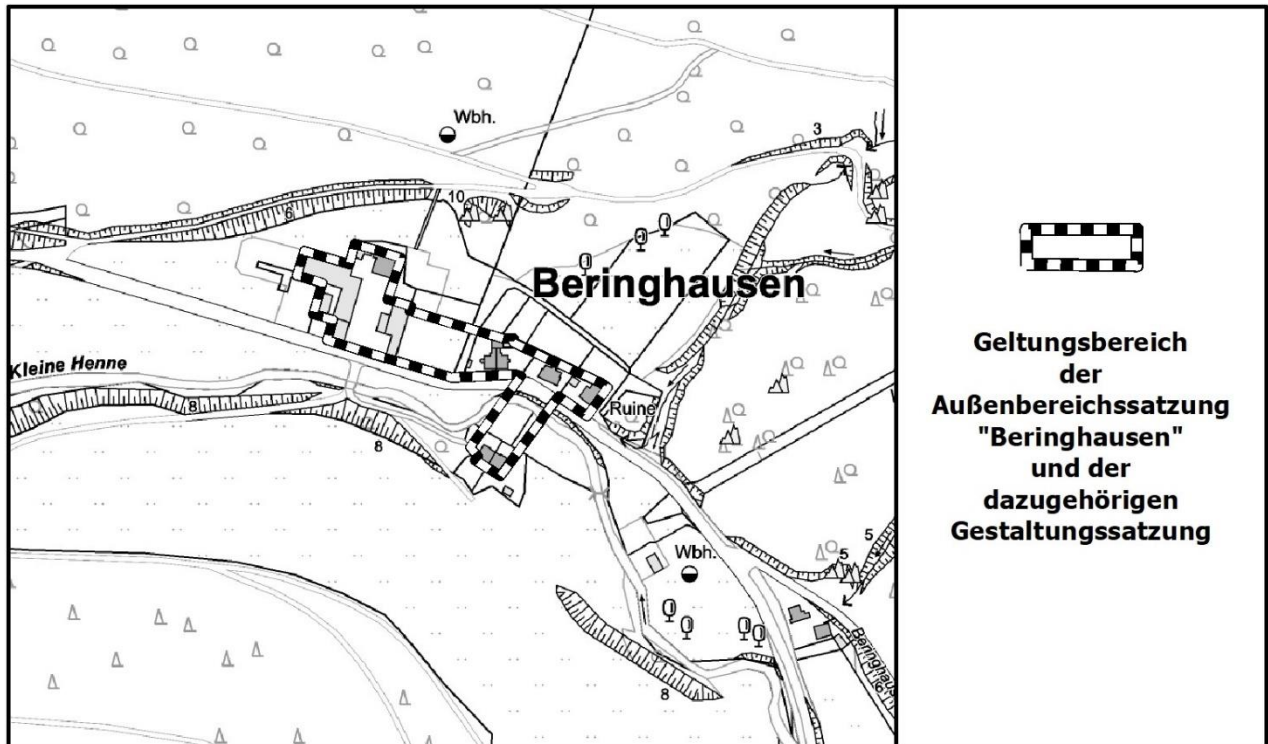 Wbh.
3
10
6
Beringhausen
Kleine Henne
8
8
Ruine
Wbh.
5
5
8
Geltungsbereich
der
Außenbereichssatzung
"Beringhausen"
und der
dazugehörigen
Gestaltungssatzung